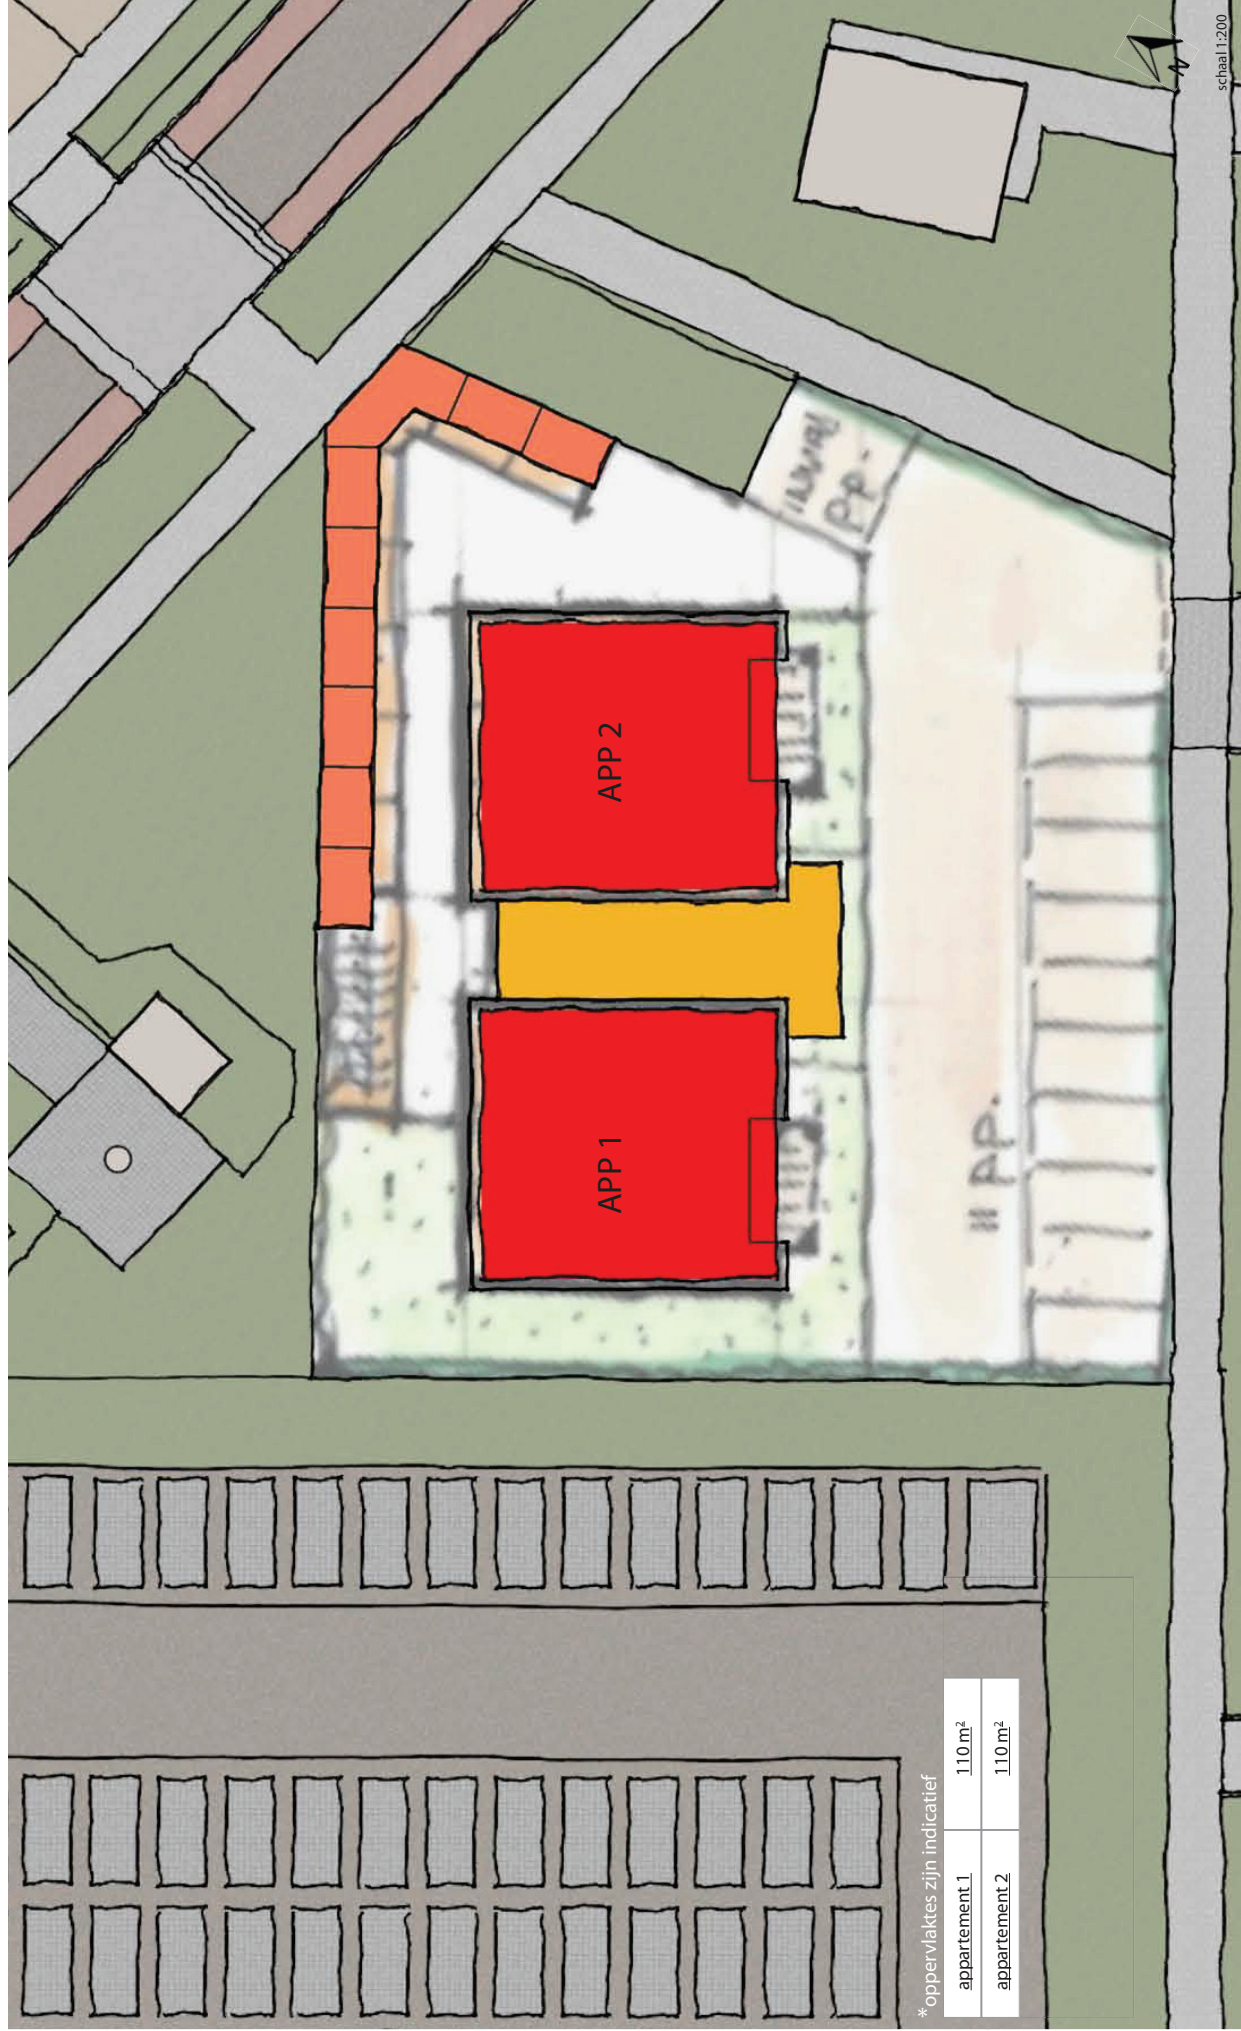 schaal 1:200
N
P.P.
APP 1
APP 2
P.P.
*oppervlaktes zijn indicatief
appartement 1 110 m²
appartement 2 110 m²